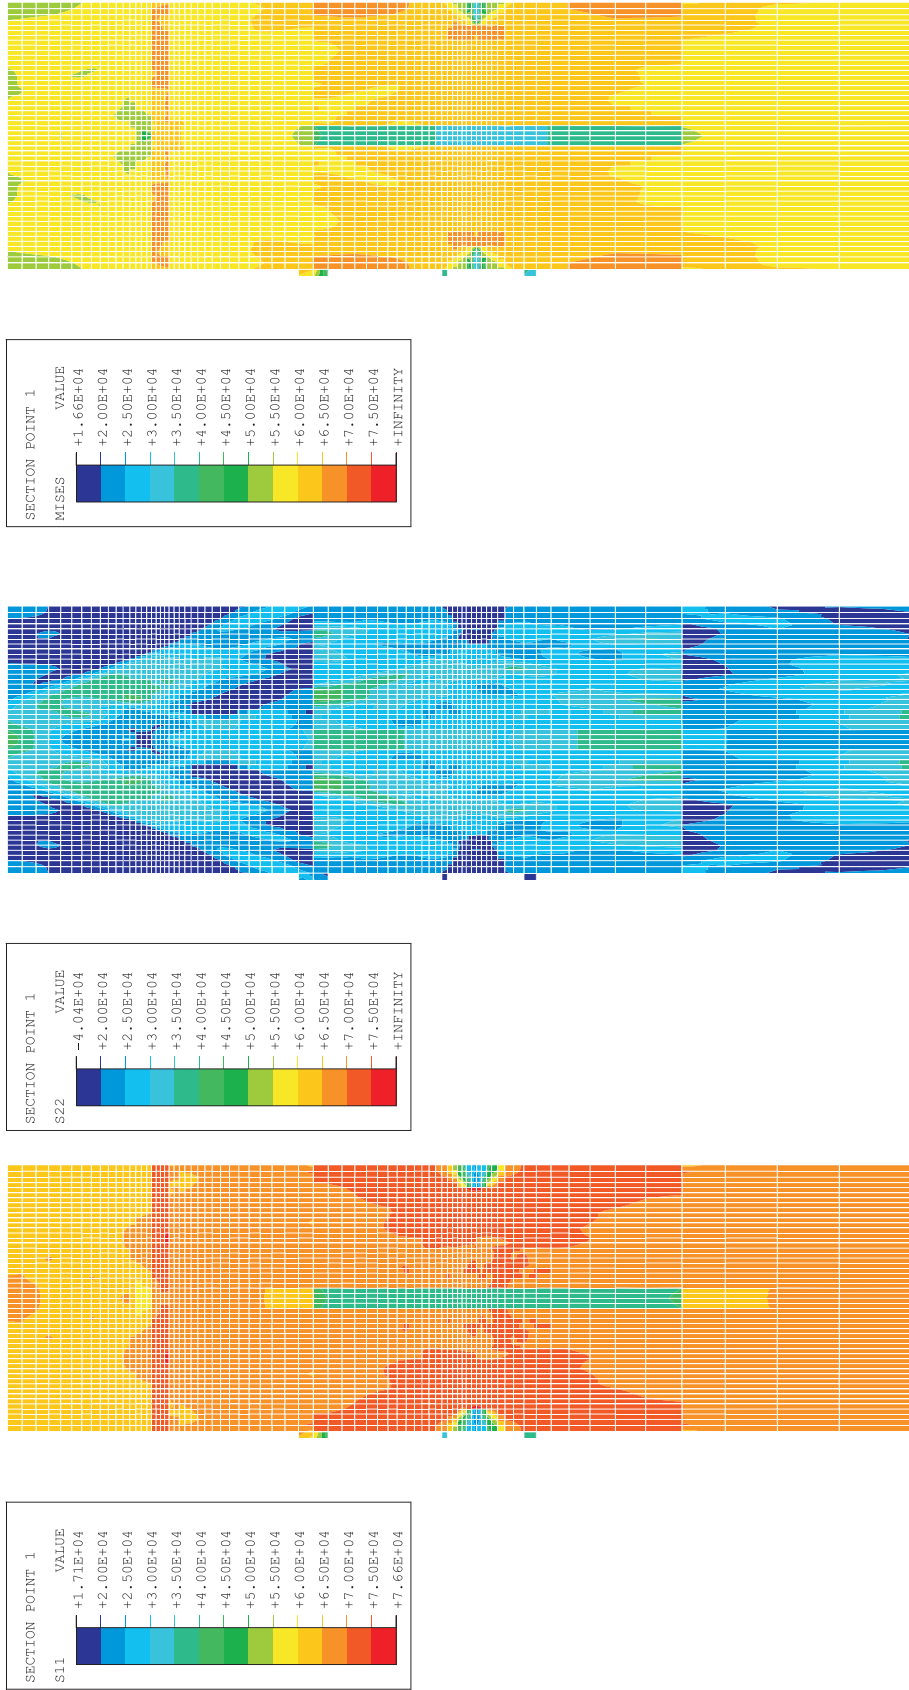 SECTION POINT 1
MISES VALUE
+1.66E+04
+2.00E+04
+2.50E+04
+3.00E+04
+3.50E+04
+4.00E+04
+4.50E+04
+5.00E+04
+5.50E+04
+6.00E+04
+6.50E+04
+7.00E+04
+7.50E+04
+INFINITY
SECTION POINT 1
S22 VALUE
-4.04E+04
+2.00E+04
+2.50E+04
+3.00E+04
+3.50E+04
+4.00E+04
+4.50E+04
+5.00E+04
+5.50E+04
+6.00E+04
+6.50E+04
+7.00E+04
+7.50E+04
+INFINITY
SECTION POINT 1
S11 VALUE
+1.71E+04
+2.00E+04
+2.50E+04
+3.00E+04
+3.50E+04
+4.00E+04
+4.50E+04
+5.00E+04
+5.50E+04
+6.00E+04
+6.50E+04
+7.00E+04
+7.50E+04
+7.66E+04